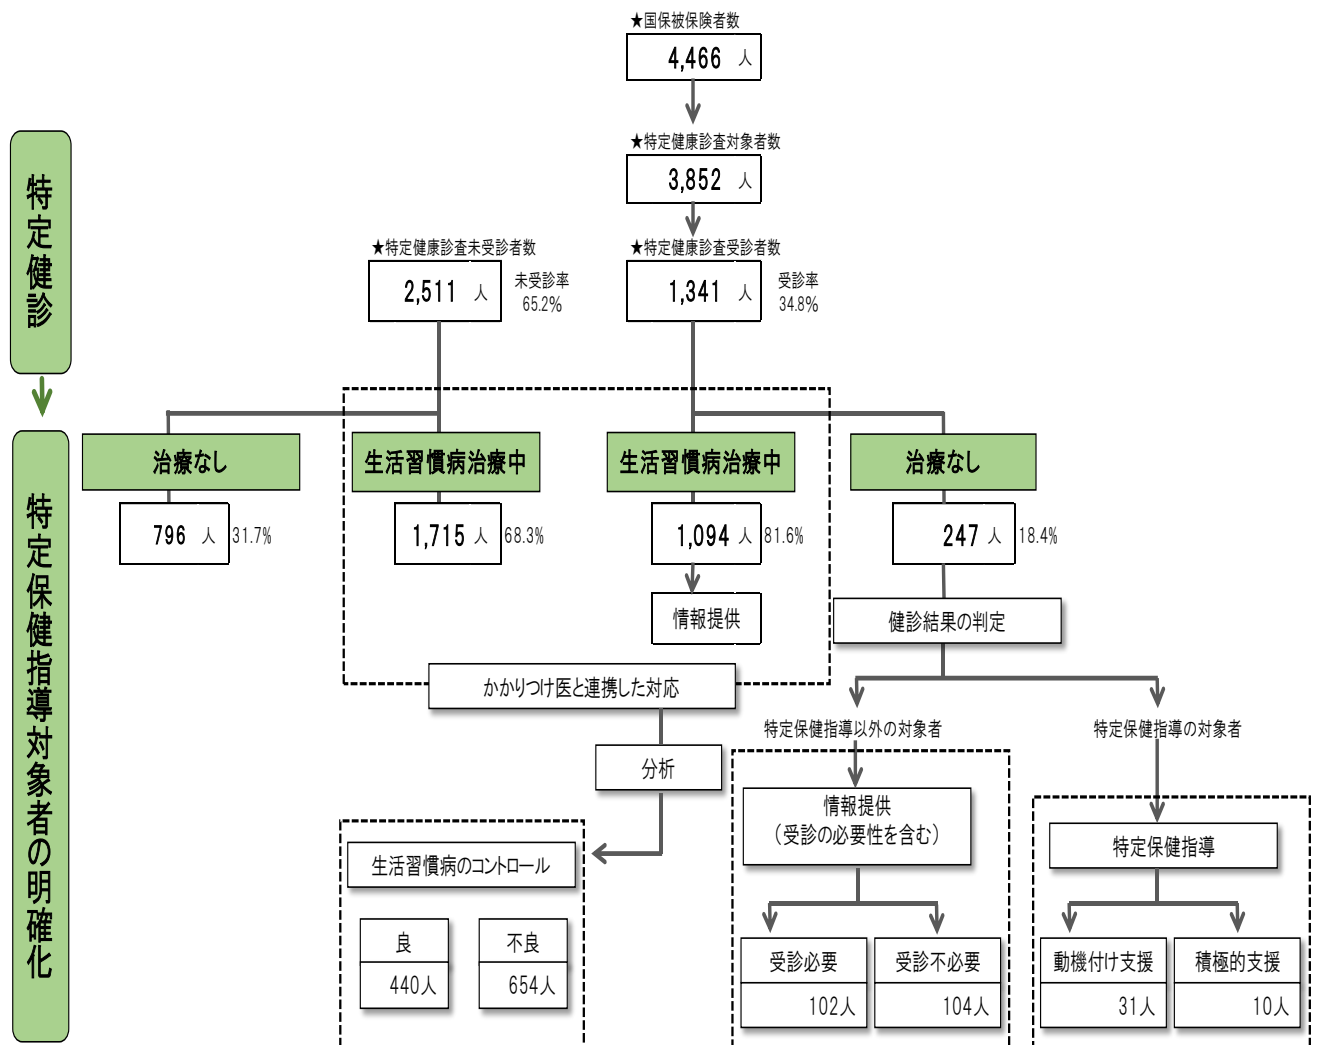 ★国保被保険者数
4,466 人
★特定健康診査対象者数
3,852 人
★特定健康診査未受診者数
2,511 人
未受診率
65.2%
★特定健康診査受診者数
1,341 人
受診率
34.8%
特定健診
特定保健指導対象者の明確化
治療なし
796 人 31.7%
生活習慣病治療中
1,715 人 68.3%
生活習慣病治療中
1,094 人 81.6%
治療なし
247 人 18.4%
情報提供
健診結果の判定
かかりつけ医と連携した対応
特定保健指導以外の対象者
特定保健指導の対象者
分析
情報提供
（受診の必要性を含む）
特定保健指導
生活習慣病のコントロール
良
440人
不良
654人
受診必要
102人
受診不必要
104人
動機付け支援
31人
積極的支援
10人